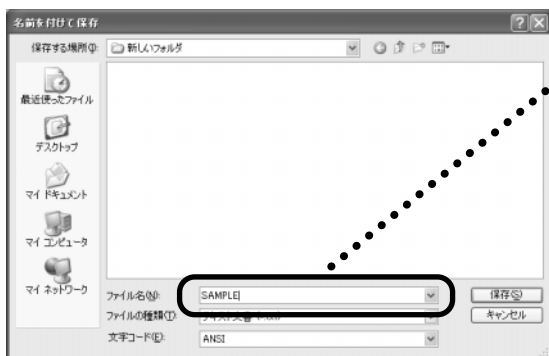 名前を付けて保存
保存する場所(I):
新しいフォルダ
最近使ったファイル
デスクトップ
マイ ドキュメント
マイ コンピュータ
マイ ネットワーク
ファイル名(N):
SAMPLE
保存(S)
ファイルの種類(T):
キャンセル
文字コード(E):
ANSI